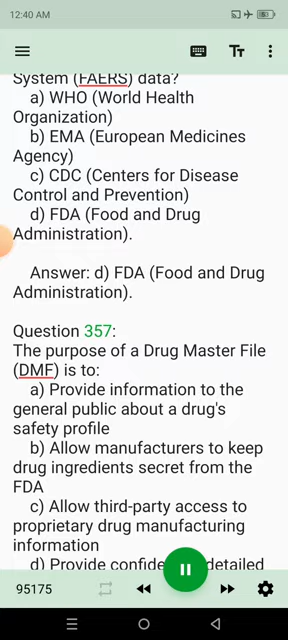 12:40 AM
System (FAERS) data?
a) WHO (World Health
Organization)
b) EMA (European Medicines
Agency)
c) CDC (Centers for Disease
Control and Prevention)
d) FDA (Food and Drug
Administration).
Answer: d) FDA (Food and Drug
Administration).
Question 357:
The purpose of a Drug Master File
(DMF) is to:
a) Provide information to the
general public about a drug's
safety profile
b) Allow manufacturers to keep
drug ingredients secret from the
FDA
c) Allow third-party access to
proprietary drug manufacturing
information
d) Provide detailed
95175